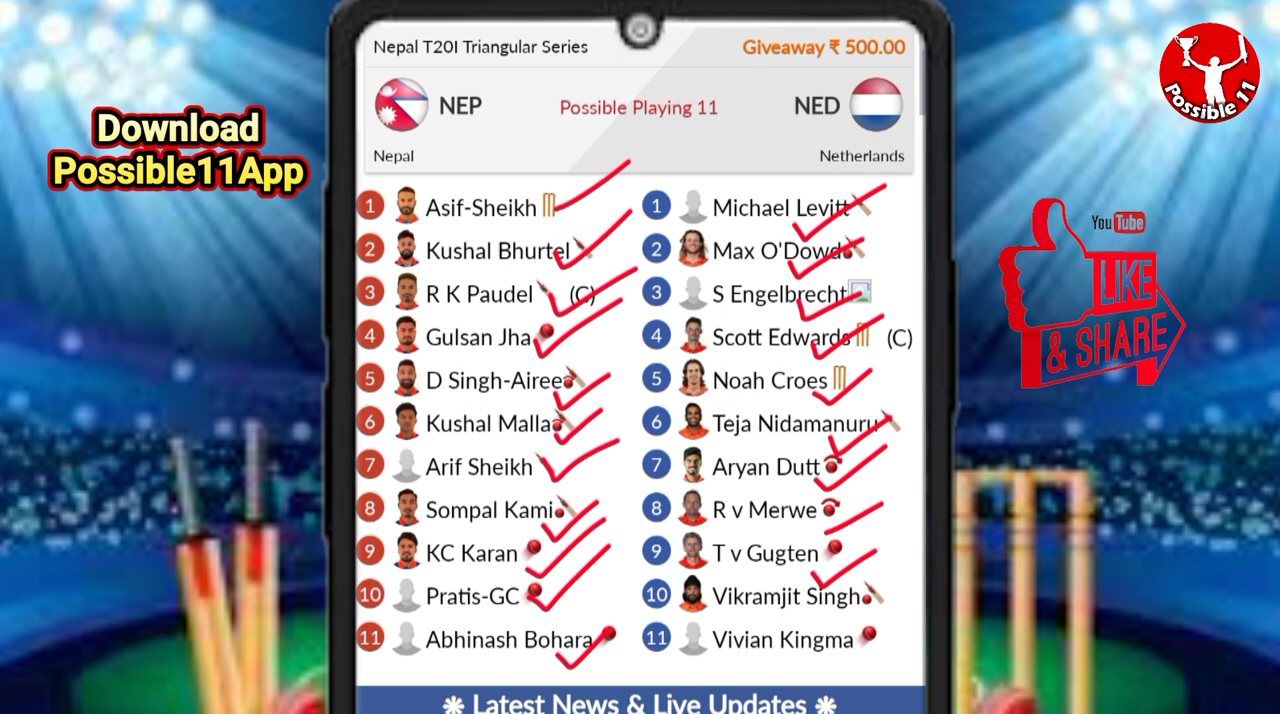 Nepal T20I Triangular Series
Giveaway ₹ 500.00
NEP
Possible Playing 11
NED
Nepal
Netherlands
1 Asif-Sheikh
2 Kushal Bhurtel
3 R K Paudel (C)
4 Gulsan Jha
5 D Singh-Airee
6 Kushal Malla
7 Arif Sheikh
8 Sompal Kami
9 KC Karan
10 Pratis-GC
11 Abhinash Bohara
1 Michael Levitt
2 Max O'Dowd
3 S Engelbrecht
4 Scott Edwards (C)
5 Noah Croes
6 Teja Nidamanuru
7 Aryan Dutt
8 R v Merwe
9 T v Gugten
10 Vikramjit Singh
11 Vivian Kingma
Latest News & Live Updates
Download
Possible11App
Possible 11
YouTube
LIKE
& SHARE